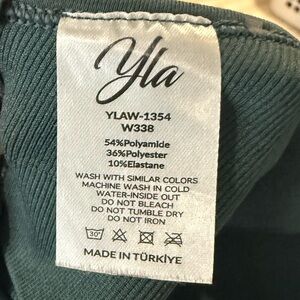 Yla
YLAW-1354
W338
54%Polyamide
36%Polyester
10%Elastane
WASH WITH SIMILAR COLORS
MACHINE WASH IN COLD
WATER-INSIDE OUT
DO NOT BLEACH
DO NOT TUMBLE DRY
DO NOT IRON
30°
MADE IN TÜRKİYE